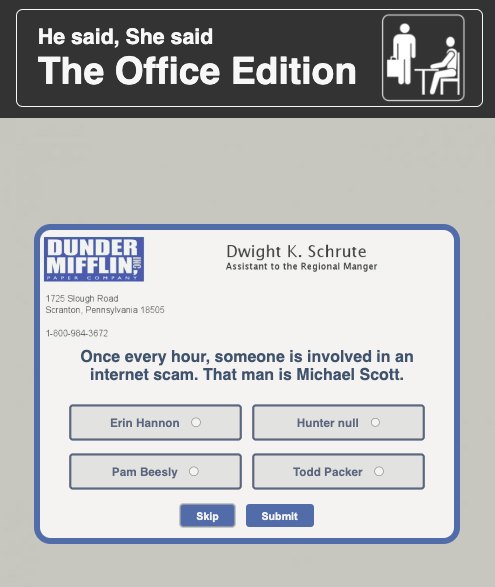 He said, She said
The Office Edition
DUNDER
MIFFLIN, INC
PAPER COMPANY
Dwight K. Schrute
Assistant to the Regional Manger
1725 Slough Road
Scranton, Pennsylvania 18505
1-800-984-3672
Once every hour, someone is involved in an
internet scam. That man is Michael Scott.
Erin Hannon
Hunter null
Pam Beesly
Todd Packer
Skip
Submit